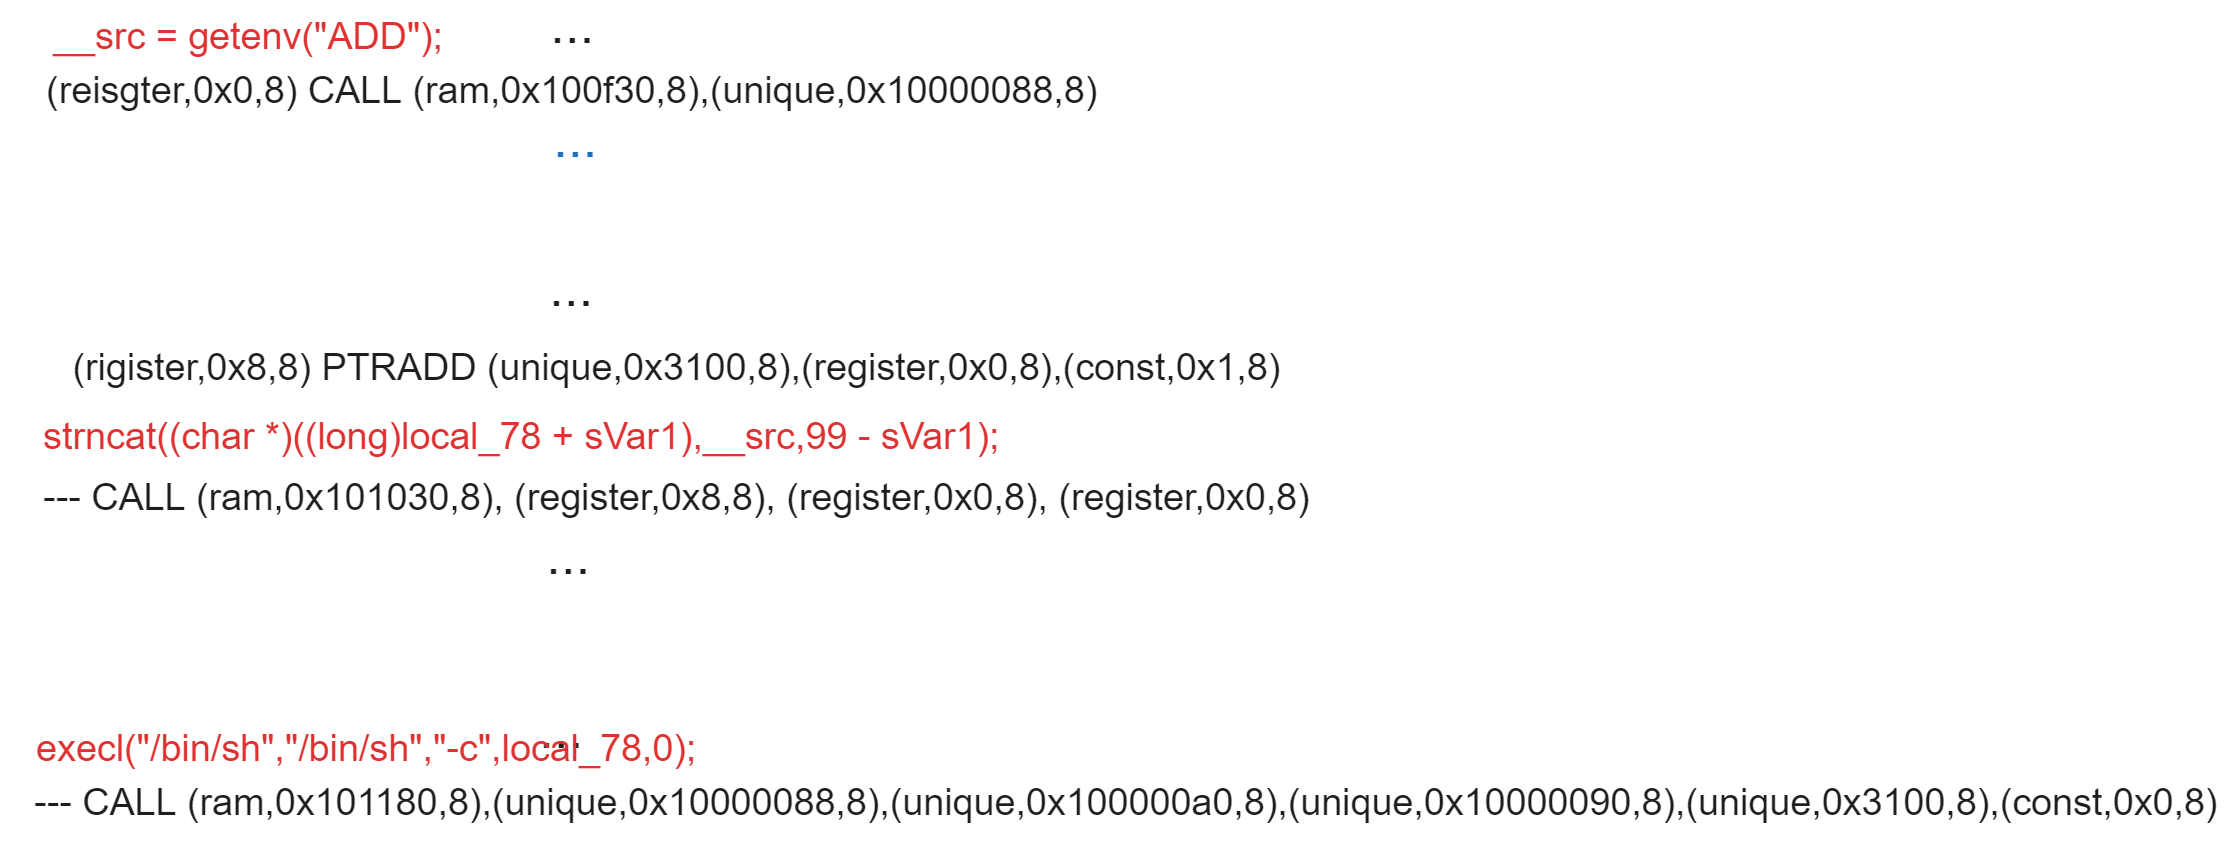 __src = getenv("ADD"); ...
(reisgter,0x0,8) CALL (ram,0x100f30,8),(unique,0x10000088,8)
...
...
(rigister,0x8,8) PTRADD (unique,0x3100,8),(register,0x0,8),(const,0x1,8)
strncat((char *)((long)local_78 + sVar1),__src,99 - sVar1);
--- CALL (ram,0x101030,8), (register,0x8,8), (register,0x0,8), (register,0x0,8)
...
...
execl("/bin/sh","/bin/sh","-c",local_78,0);
--- CALL (ram,0x101180,8),(unique,0x10000088,8),(unique,0x100000a0,8),(unique,0x10000090,8),(unique,0x3100,8),(const,0x0,8)